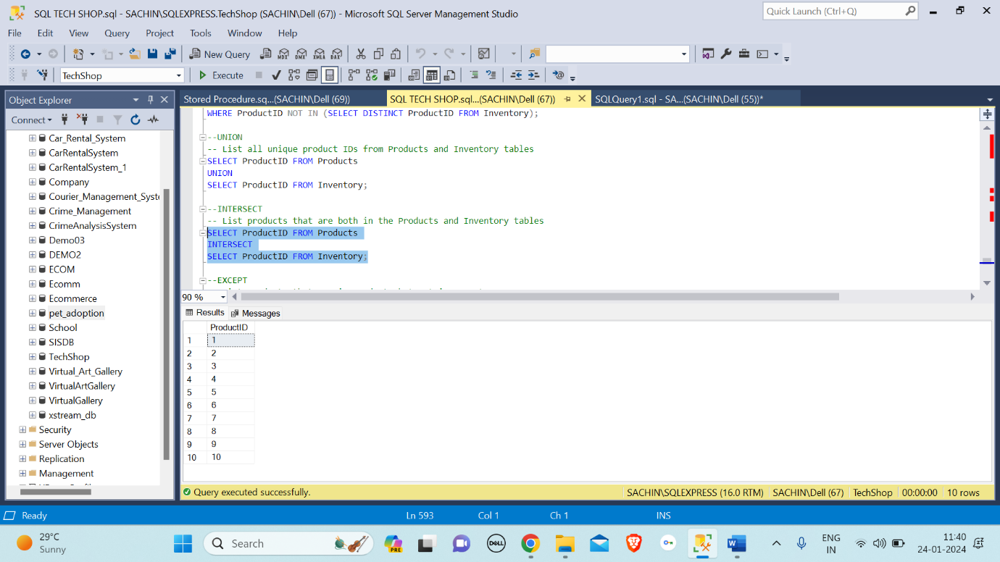 SQL TECH SHOP.sql - SACHIN\SQLEXPRESS.TechShop (SACHIN\Dell (67)) - Microsoft SQL Server Management Studio
Quick Launch (Ctrl+Q)
File Edit View Query Project Tools Window Help
New Query
MDX DMX XMLA DAX
TechShop
Execute
Object Explorer
Connect
Car_Rental_System
CarRentalSystem
CarRentalSystem_1
Company
Courier_Management_Syste
Crime_Management
CrimeAnalysisSystem
Demo03
DEMO2
ECOM
Ecomm
Ecommerce
pet_adoption
School
SISDB
TechShop
Virtual_Art_Gallery
VirtualArtGallery
VirtualGallery
xstream_db
Security
Server Objects
Replication
Management
Stored Procedure.sq...(SACHIN\Dell (69))
SQL TECH SHOP.sql...(SACHIN\Dell (67))
SQLQuery1.sql - SA...(SACHIN\Dell (55))*
WHERE ProductID NOT IN (SELECT DISTINCT ProductID FROM Inventory);
--UNION
-- List all unique product IDs from Products and Inventory tables
SELECT ProductID FROM Products
UNION
SELECT ProductID FROM Inventory;
--INTERSECT
-- List products that are both in the Products and Inventory tables
SELECT ProductID FROM Products
INTERSECT
SELECT ProductID FROM Inventory;
--EXCEPT
90 %
Results Messages
ProductID
1 1
2 2
3 3
4 4
5 5
6 6
7 7
8 8
9 9
10 10
Query executed successfully.
SACHIN\SQLEXPRESS (16.0 RTM) SACHIN\Dell (67) TechShop 00:00:00 10 rows
Ready
Ln 593 Col 1 Ch 1 INS
29°C
Sunny
Search
PRE
DELL
ENG
IN
11:40
24-01-2024